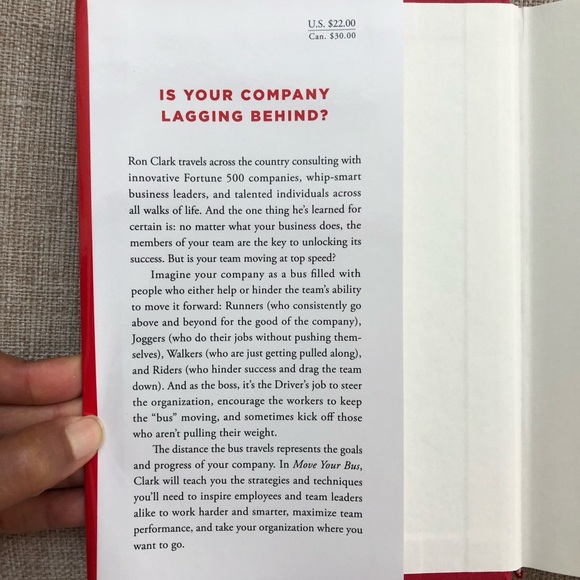 U.S. $22.00
Can. $30.00
IS YOUR COMPANY
LAGGING BEHIND?
Ron Clark travels across the country consulting with
innovative Fortune 500 companies, whip-smart
business leaders, and talented individuals across
all walks of life. And the one thing he's learned for
certain is: no matter what your business does, the
members of your team are the key to unlocking its
success. But is your team moving at top speed?
Imagine your company as a bus filled with
people who either help or hinder the team's ability
to move it forward: Runners (who consistently go
above and beyond for the good of the company),
Joggers (who do their jobs without pushing them-
selves), Walkers (who are just getting pulled along),
and Riders (who hinder success and drag the team
down). And as the boss, it's the Driver's job to steer
the organization, encourage the workers to keep
the “bus” moving, and sometimes kick off those
who aren't pulling their weight.
The distance the bus travels represents the goals
and progress of your company. In Move Your Bus,
Clark will teach you the strategies and techniques
you'll need to inspire employees and team leaders
alike to work harder and smarter, maximize team
performance, and take your organization where you
want to go.